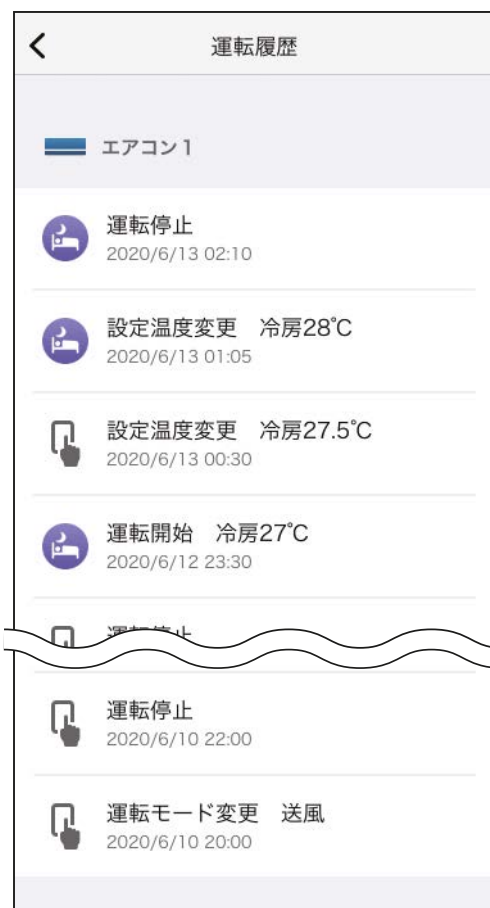 運転履歴
エアコン1
運転停止
2020/6/13 02:10
設定温度変更　冷房28℃
2020/6/13 01:05
設定温度変更　冷房27.5℃
2020/6/13 00:30
運転開始　冷房27℃
2020/6/12 23:30
運転停止
運転停止
2020/6/10 22:00
運転モード変更　送風
2020/6/10 20:00